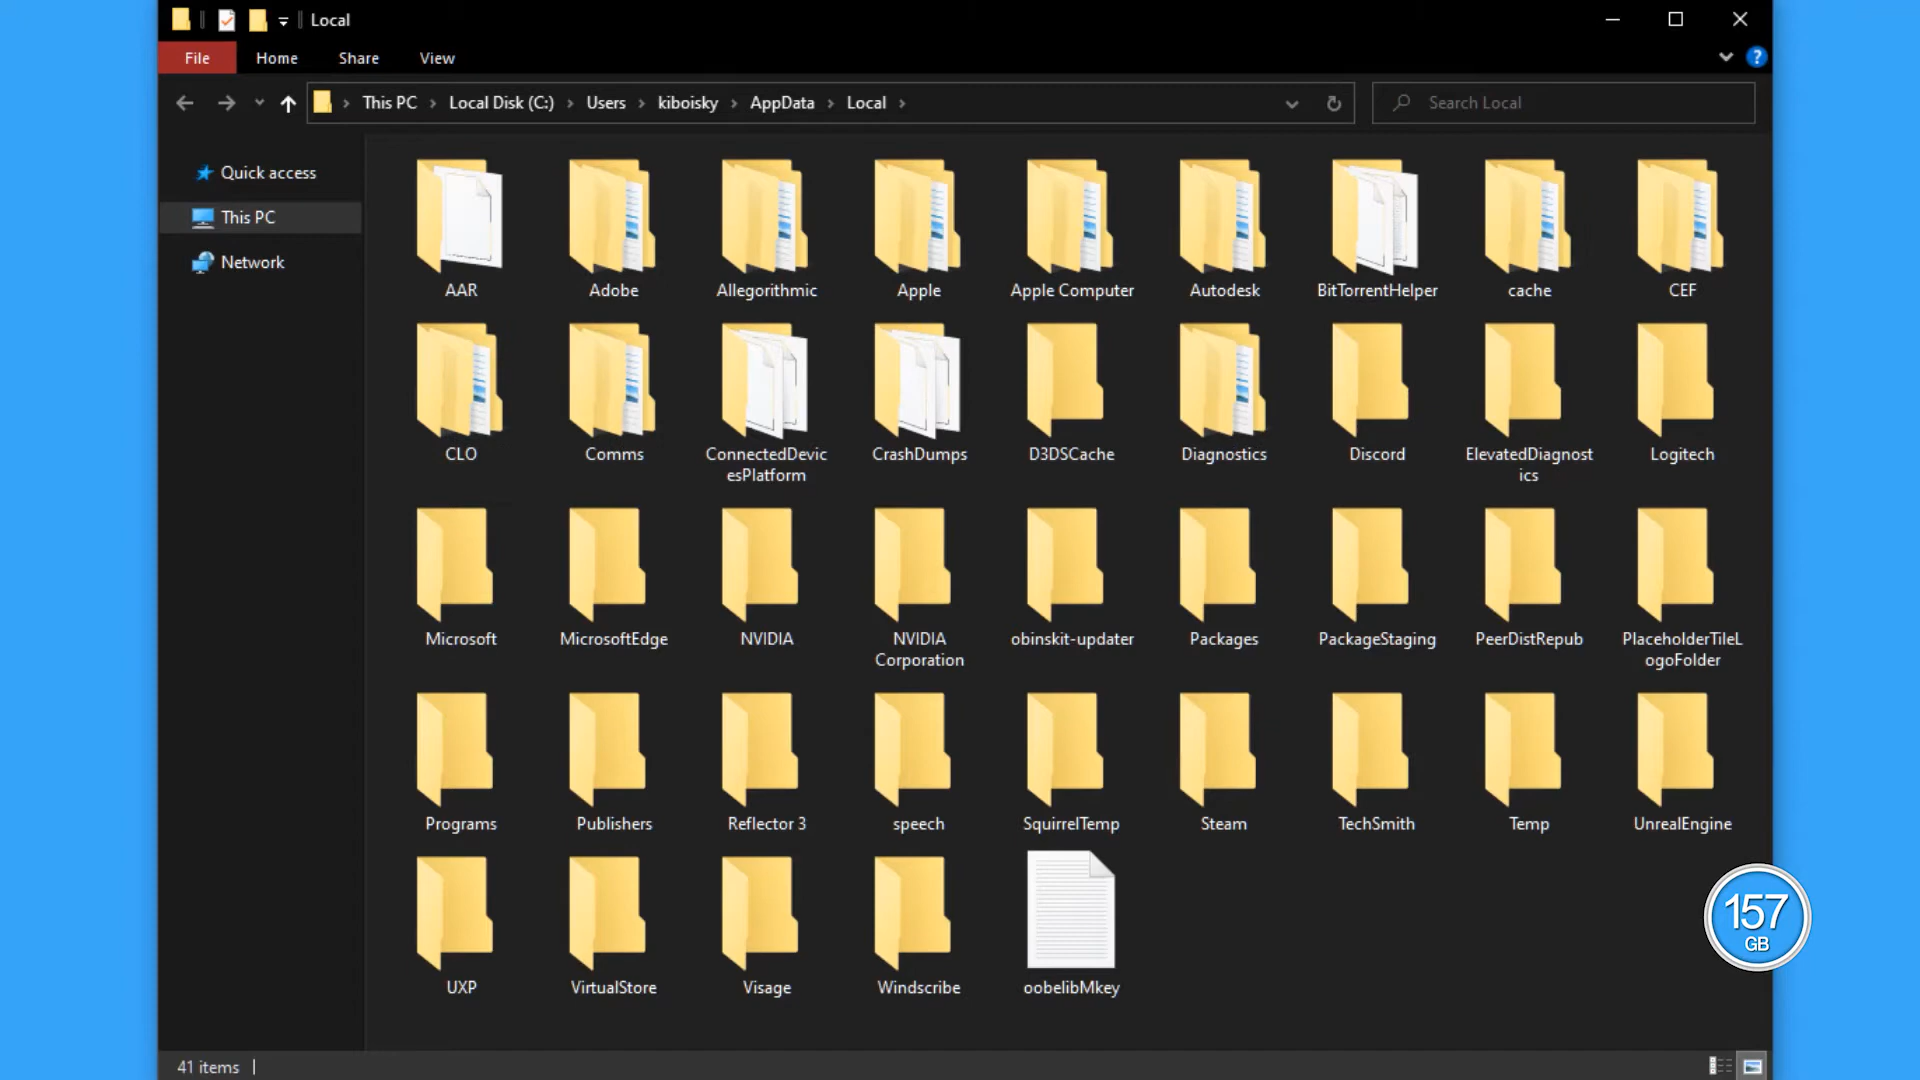 Local
File Home Share View
This PC Local Disk (C:) Users kiboisky AppData Local
Search Local
Quick access
This PC
Network
AAR Adobe Allegorithmic Apple Apple Computer Autodesk BitTorrentHelper cache CEF
CLO Comms ConnectedDevic CrashDumps D3DSCache Diagnostics Discord ElevatedDiagnost Logitech
esPlatform ics
Microsoft MicrosoftEdge NVIDIA NVIDIA obinskit-updater Packages PackageStaging PeerDistRepub PlaceholderTileL
Corporation ogoFolder
Programs Publishers Reflector 3 speech SquirrelTemp Steam TechSmith Temp UnrealEngine
157
GB
UXP VirtualStore Visage Windscribe oobelibMkey
41 items